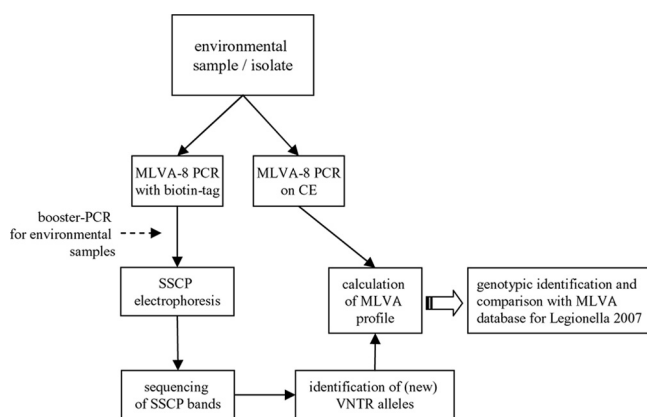 environmental
sample / isolate
MLVA-8 PCR
with biotin-tag
MLVA-8 PCR
on CE
booster-PCR
for environmental
samples
SSCP
electrophoresis
calculation
of MLVA
profile
genotypic identification and
comparison with MLVA
database for Legionella 2007
sequencing
of SSCP bands
identification of (new)
VNTR alleles